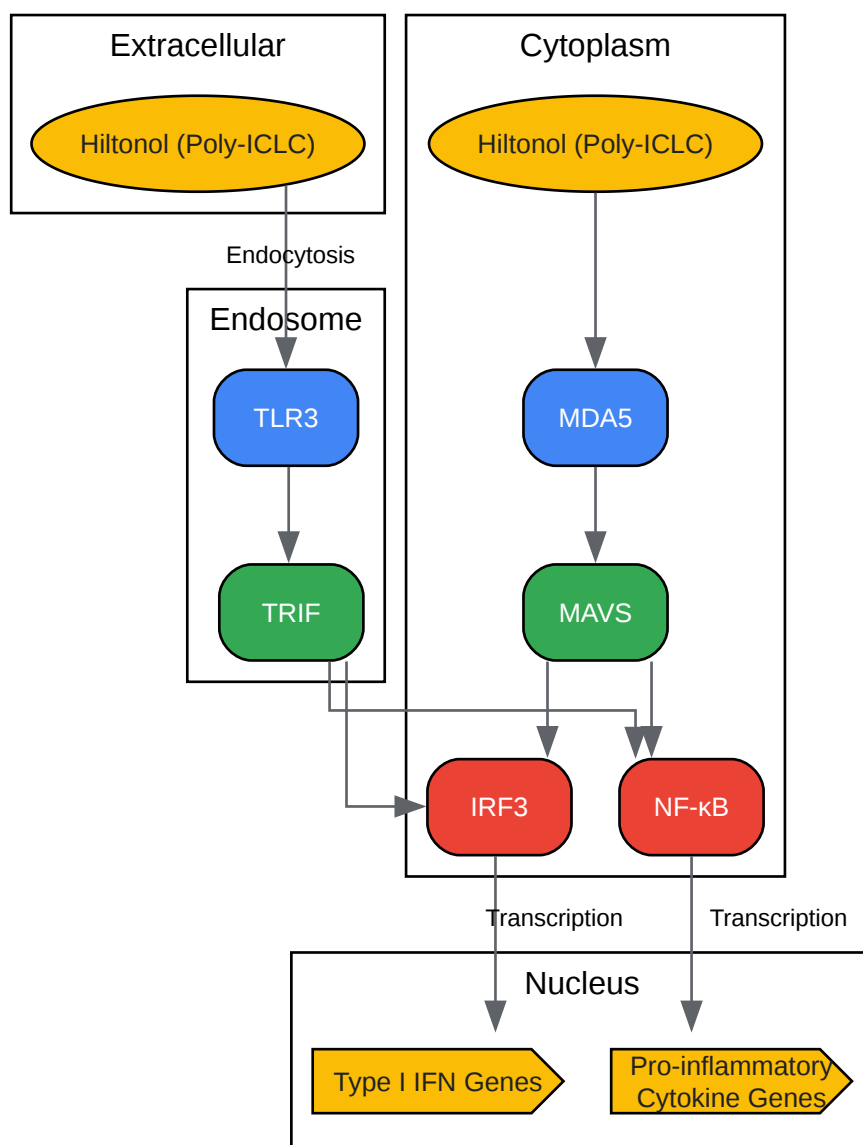 Extracellular
Cytoplasm
Hiltonol (Poly-ICLC)
Hiltonol (Poly-ICLC)
Endocytosis
Endosome
TLR3
MDA5
TRIF
MAVS
IRF3
NF-κB
Transcription
Transcription
Nucleus
Type I IFN Genes
Pro-inflammatory
Cytokine Genes